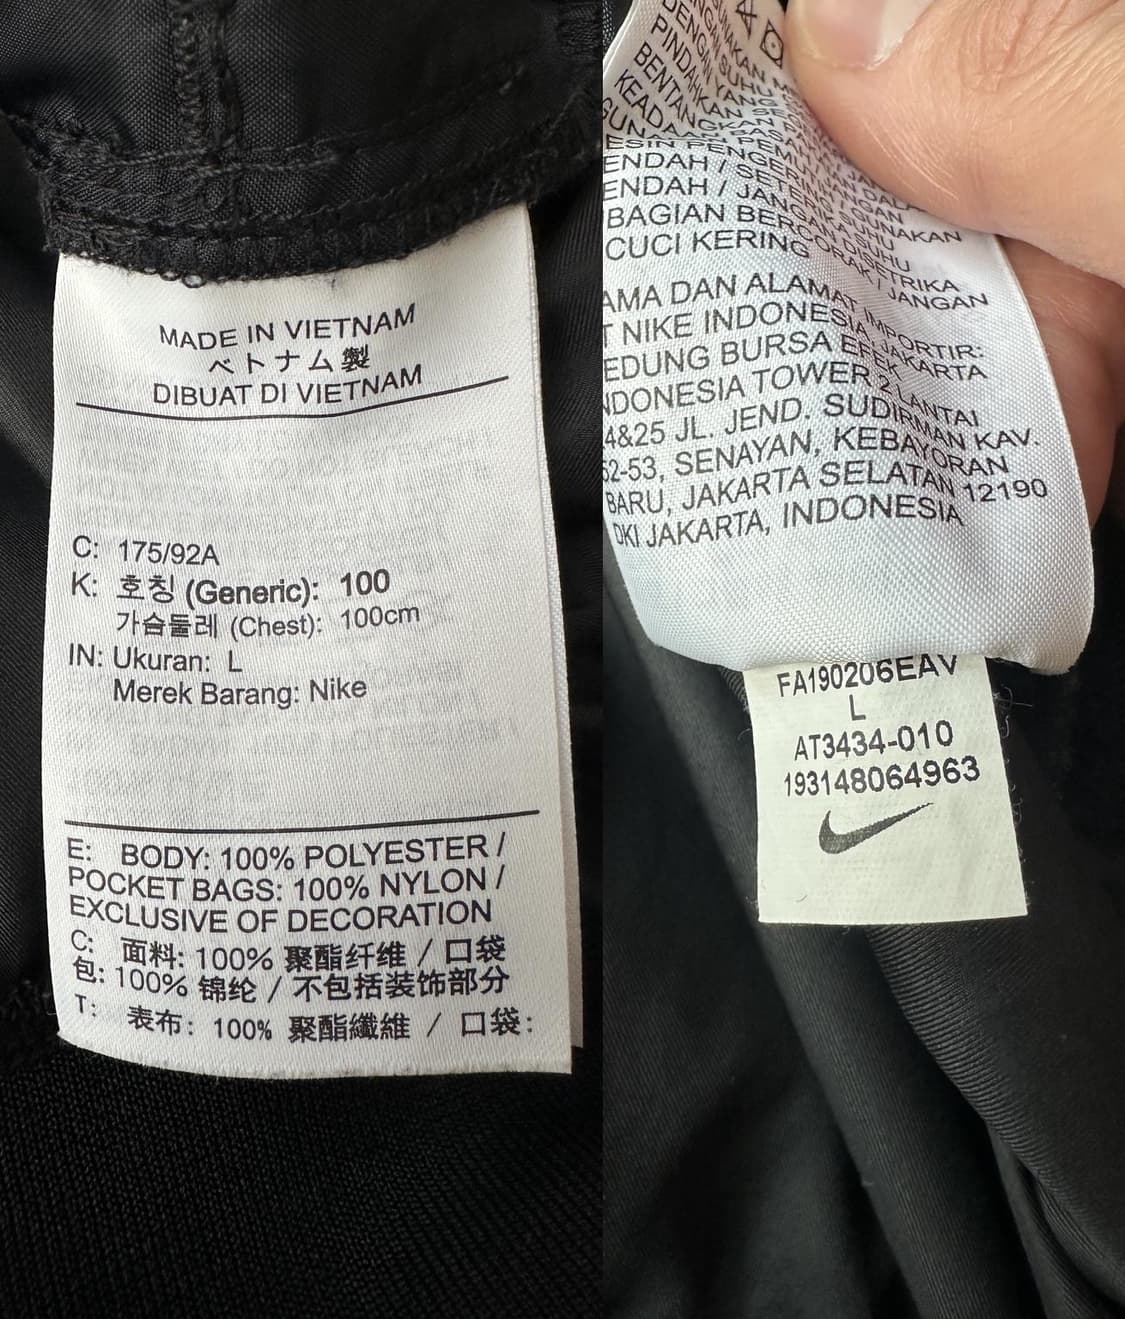 MADE IN VIETNAM
ベトナム製
DIBUAT DI VIETNAM
C: 175/92A
K: 호칭 (Generic): 100
가슴둘레 (Chest): 100cm
IN: Ukuran: L
Merek Barang: Nike
E: BODY: 100% POLYESTER /
POCKET BAGS: 100% NYLON /
EXCLUSIVE OF DECORATION
C: 面料: 100% 聚酯纤维 / 口袋
包: 100% 锦纶 / 不包括装饰部分
T: 表布: 100% 聚酯纖維 / 口袋:
ENDAH / SETERIKA
ENDAH / JANGAN
BAGIAN BERCORAK / JANGAN
CUCI KERING
AMA DAN ALAMAT IMPORTIR:
T NIKE INDONESIA
EDUNG BURSA EFEK JAKARTA
NDONESIA TOWER 2 LANTAI
4&25 JL. JEND. SUDIRMAN KAV.
52-53, SENAYAN, KEBAYORAN
BARU, JAKARTA SELATAN 12190
DKI JAKARTA, INDONESIA
FA190206EAV
L
AT3434-010
193148064963